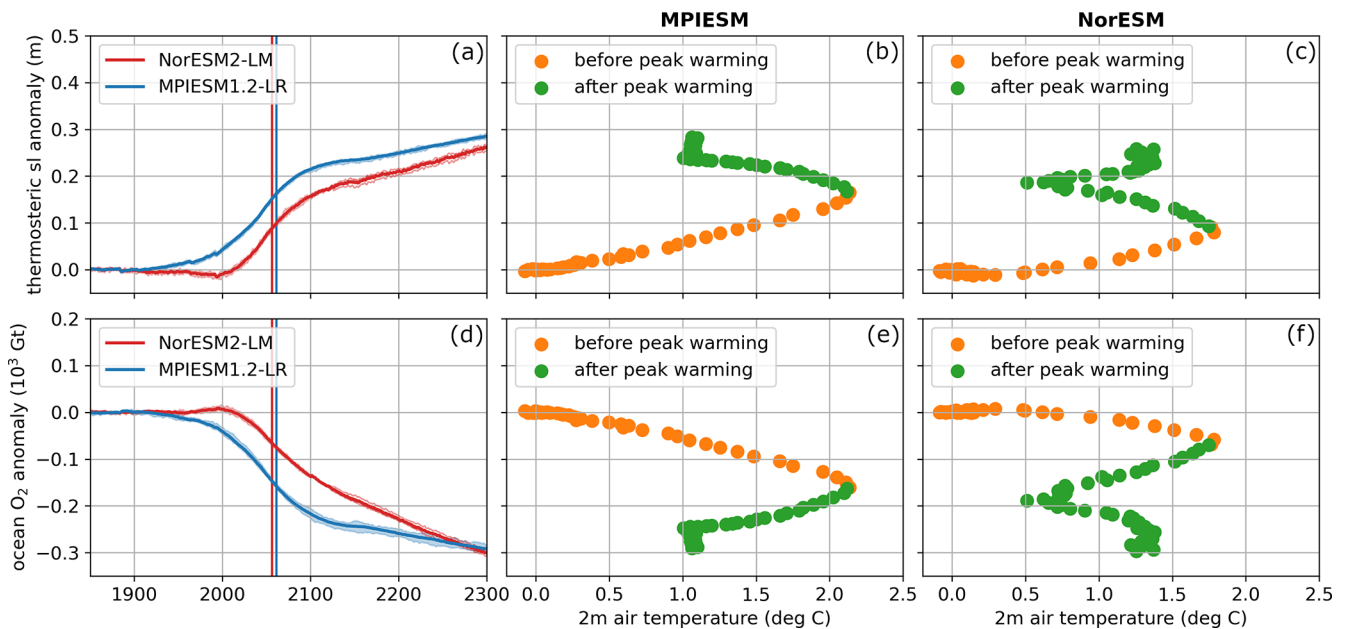 MPIESM
NorESM
thermosteric sl anomaly (m)
0.5
0.4
0.3
0.2
0.1
0.0
NorESM2-LM
MPIESM1.2-LR
(a)
before peak warming
after peak warming
(b)
before peak warming
after peak warming
(c)
ocean O₂ anomaly (10³ Gt)
0.2
0.1
0.0
−0.1
−0.2
−0.3
NorESM2-LM
MPIESM1.2-LR
(d)
before peak warming
after peak warming
(e)
before peak warming
after peak warming
(f)
1900 2000 2100 2200 2300
0.0 0.5 1.0 1.5 2.0 2.5
0.0 0.5 1.0 1.5 2.0 2.5
2m air temperature (deg C)
2m air temperature (deg C)